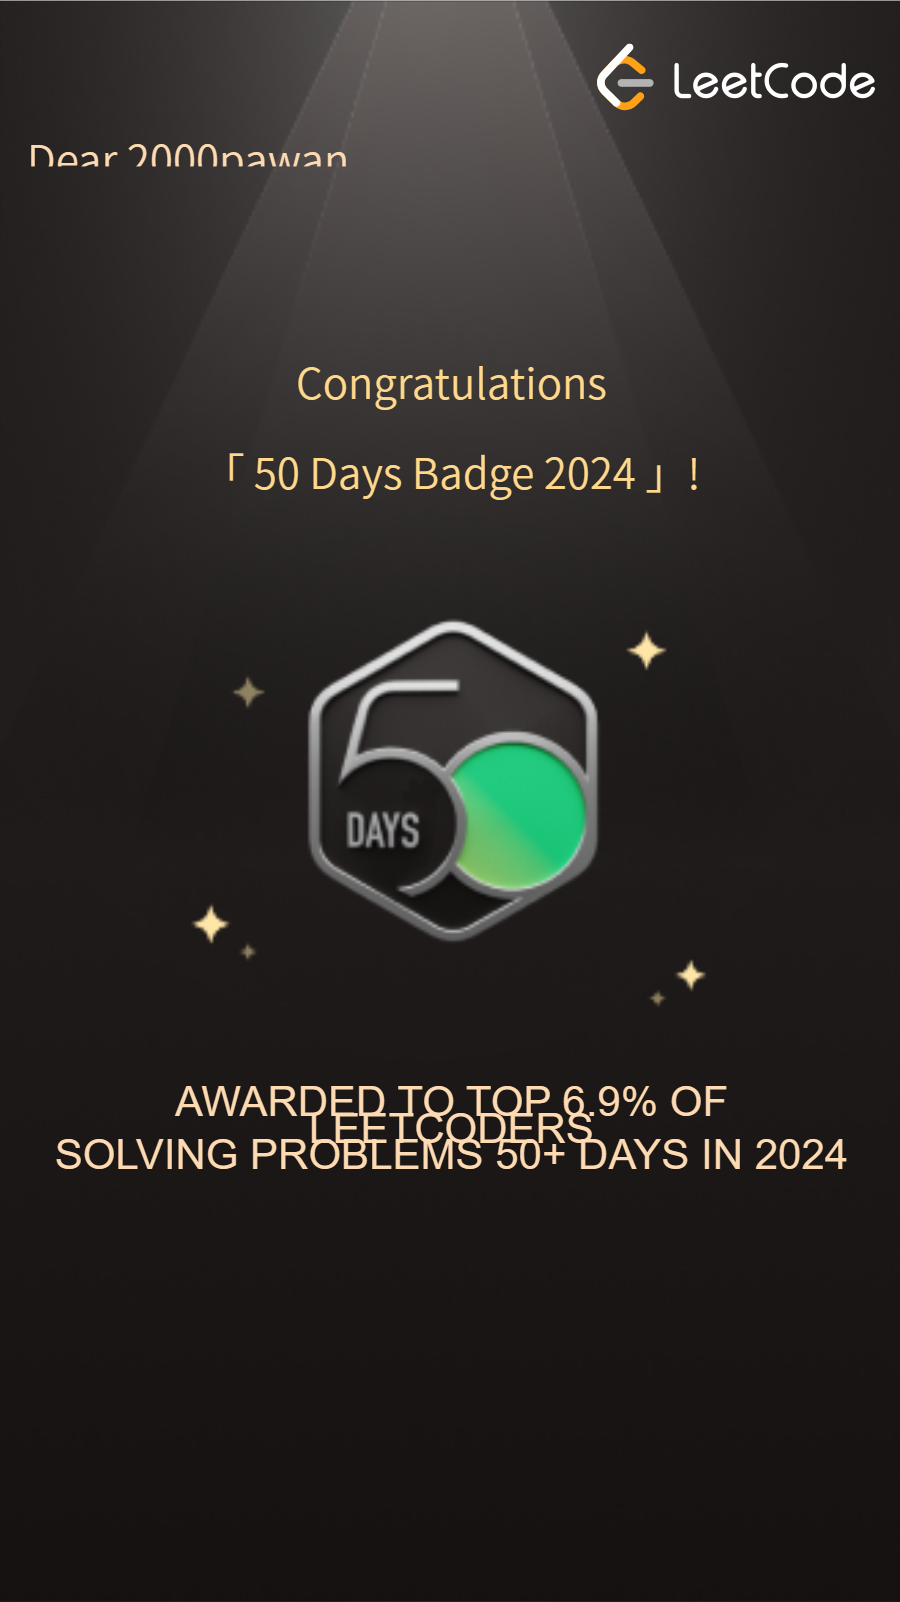 LeetCode
Dear 2000pawan
Congratulations
「 50 Days Badge 2024 」!
50
DAYS
AWARDED TO TOP 6.9% OF
LEETCODERS
SOLVING PROBLEMS 50+ DAYS IN 2024